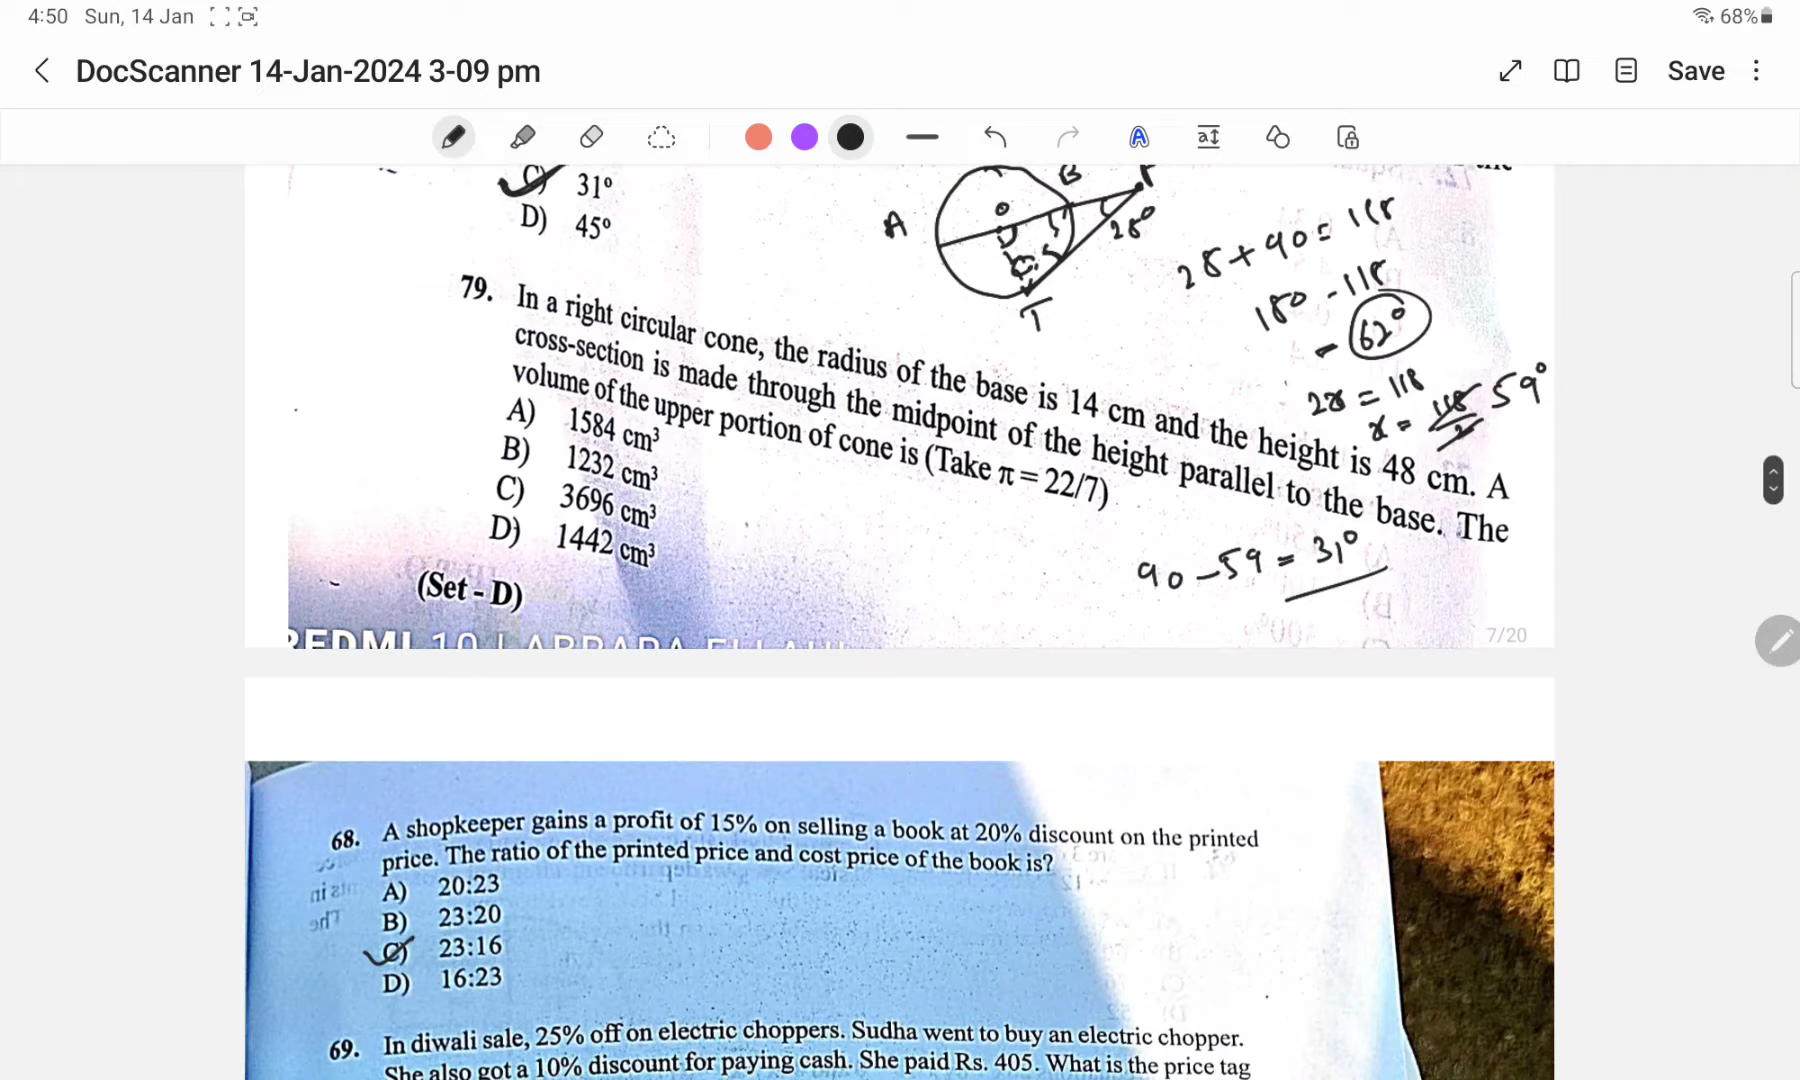 4:50 Sun, 14 Jan
68%
DocScanner 14-Jan-2024 3-09 pm
Save
C) 31°
D) 45°
A
B
O
T
28°
28 + 90 = 118
180 - 118
= 62°
2x = 118
x = 118/2 59°
90 - 59 = 31°
79. In a right circular cone, the radius of the base is 14 cm and the height is 48 cm. A
cross-section is made through the midpoint of the height parallel to the base. The
volume of the upper portion of cone is (Take π = 22/7)
A) 1584 cm³
B) 1232 cm³
C) 3696 cm³
D) 1442 cm³
(Set - D)
7/20
68. A shopkeeper gains a profit of 15% on selling a book at 20% discount on the printed
price. The ratio of the printed price and cost price of the book is?
A) 20:23
B) 23:20
C) 23:16
D) 16:23
69. In diwali sale, 25% off on electric choppers. Sudha went to buy an electric chopper.
She also got a 10% discount for paying cash. She paid Rs. 405. What is the price tag